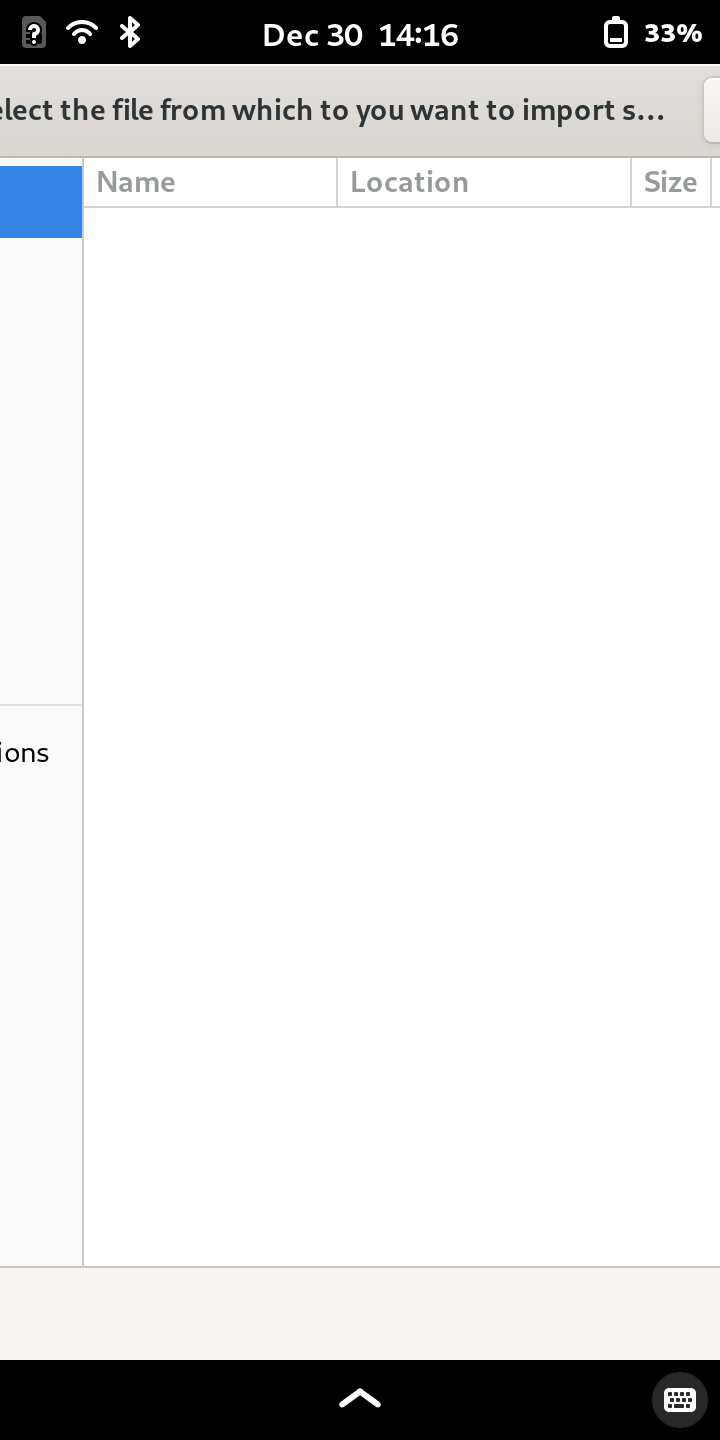 Dec 30 14:16
33%
elect the file from which to you want to import s...
Name
Location
Size
ions